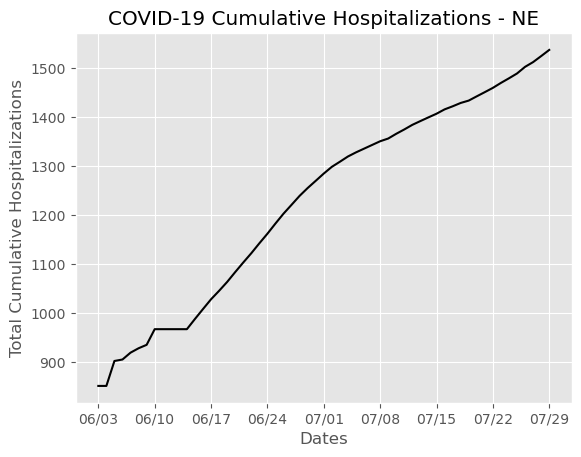 COVID-19 Cumulative Hospitalizations - NE
Total Cumulative Hospitalizations
1500
1400
1300
1200
1100
1000
900
06/03 06/10 06/17 06/24 07/01 07/08 07/15 07/22 07/29
Dates